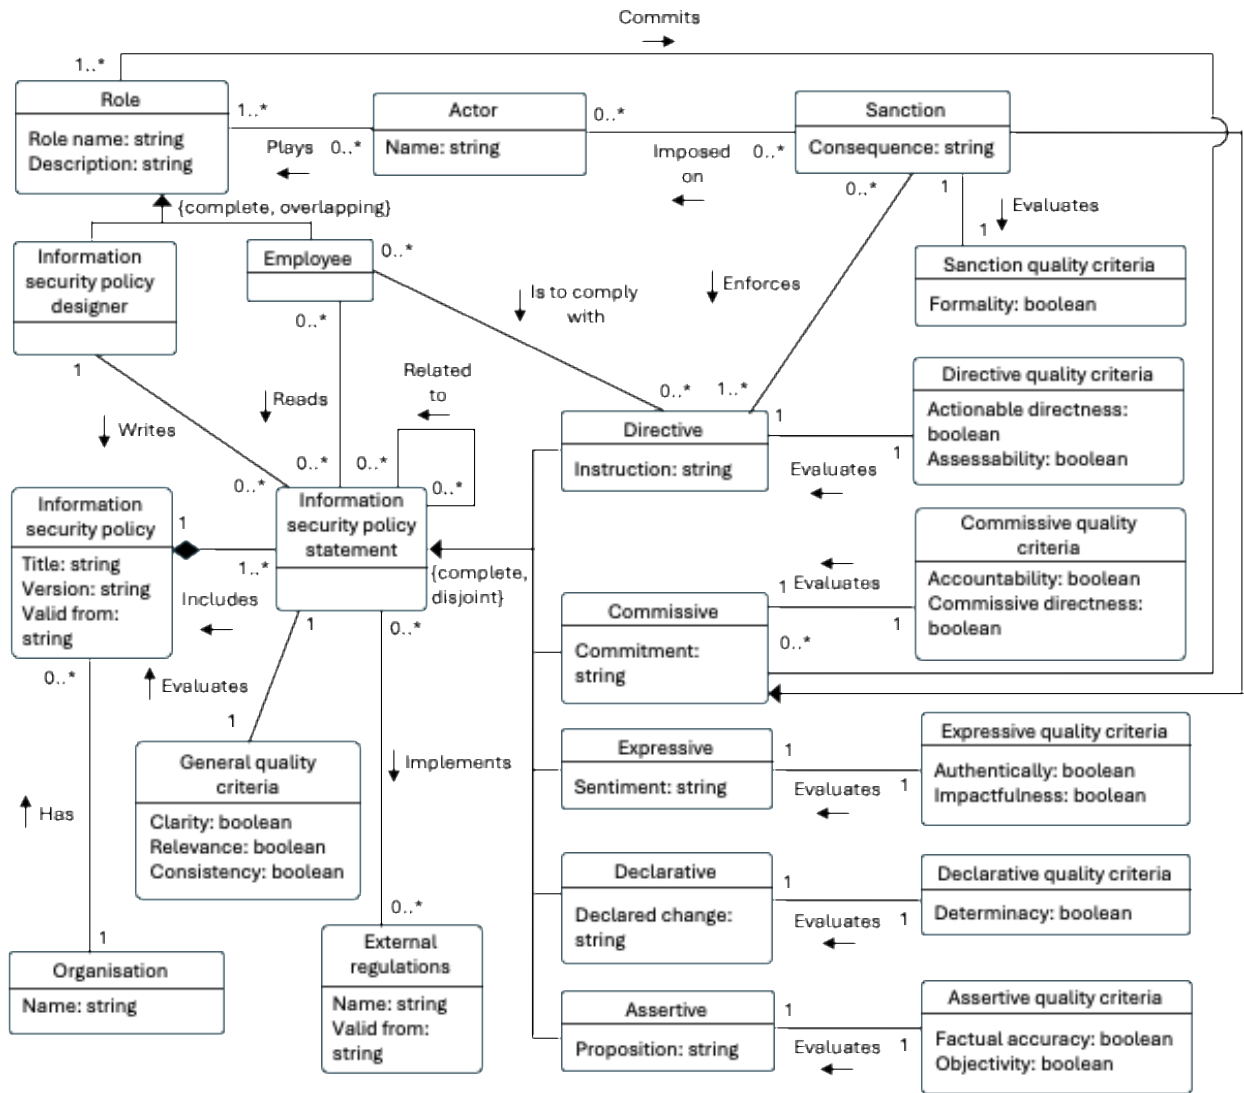 Commits
1..*
Role
Role name: string
Description: string
1..*
Plays
0..*
Actor
Name: string
0..*
Imposed
on
0..*
Sanction
Consequence: string
0..*
1
Evaluates
1
Sanction quality criteria
Formality: boolean
{complete, overlapping}
Information
security policy
designer
Employee
0..*
Is to comply
with
Enforces
0..*
1
Writes
Reads
Related
to
0..*
0..*
0..*
0..*
0..*
1..*
Directive
Instruction: string
1
Evaluates
1
Directive quality criteria
Actionable directness:
boolean
Assessability: boolean
Information
security policy
Title: string
Version: string
Valid from:
string
1
1..*
Includes
Information
security policy
statement
{complete,
disjoint}
Commissive quality
criteria
Accountability: boolean
Commissive directness:
boolean
Evaluates
1
1
0..*
Commissive
Commitment:
string
0..*
Evaluates
1
1
0..*
Implements
General quality
criteria
Clarity: boolean
Relevance: boolean
Consistency: boolean
Expressive
Sentiment: string
1
Evaluates
1
Expressive quality criteria
Authentically: boolean
Impactfulness: boolean
Has
1
Organisation
Name: string
0..*
External
regulations
Name: string
Valid from:
string
Declarative
Declared change:
string
1
Evaluates
1
Declarative quality criteria
Determinacy: boolean
Assertive
Proposition: string
1
Evaluates
1
Assertive quality criteria
Factual accuracy: boolean
Objectivity: boolean